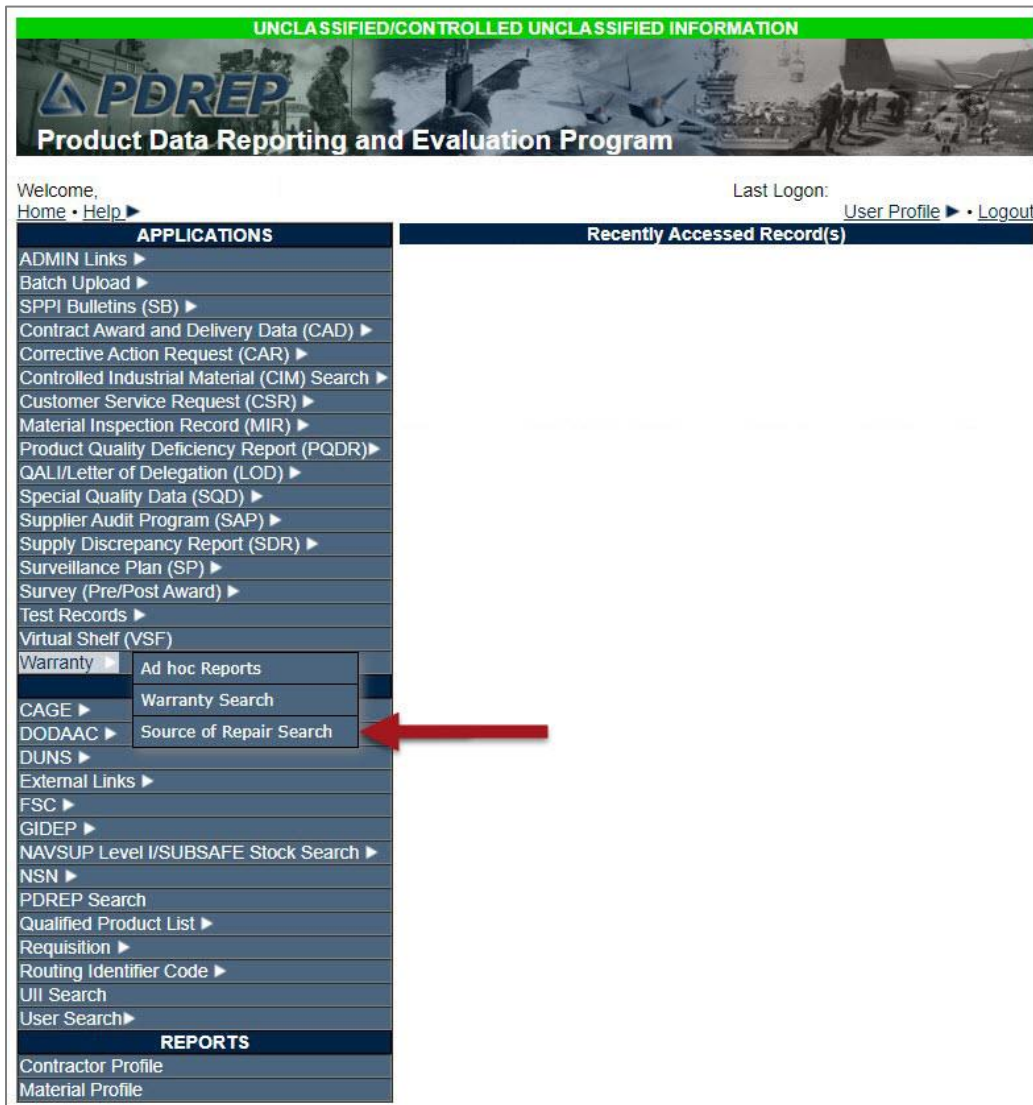 UNCLASSIFIED/CONTROLLED UNCLASSIFIED INFORMATION
PDREP
Product Data Reporting and Evaluation Program
Welcome,
Last Logon:
Home • Help ▶
User Profile ▶ • Logout
APPLICATIONS
ADMIN Links ▶
Batch Upload ▶
SPPI Bulletins (SB) ▶
Contract Award and Delivery Data (CAD) ▶
Corrective Action Request (CAR) ▶
Controlled Industrial Material (CIM) Search ▶
Customer Service Request (CSR) ▶
Material Inspection Record (MIR) ▶
Product Quality Deficiency Report (PQDR)▶
QALI/Letter of Delegation (LOD) ▶
Special Quality Data (SQD) ▶
Supplier Audit Program (SAP) ▶
Supply Discrepancy Report (SDR) ▶
Surveillance Plan (SP) ▶
Survey (Pre/Post Award) ▶
Test Records ▶
Virtual Shelf (VSF)
Warranty ▶
Ad hoc Reports
Warranty Search
Source of Repair Search
CAGE ▶
DODAAC ▶
DUNS ▶
External Links ▶
FSC ▶
GIDEP ▶
NAVSUP Level I/SUBSAFE Stock Search ▶
NSN ▶
PDREP Search
Qualified Product List ▶
Requisition ▶
Routing Identifier Code ▶
UII Search
User Search▶
REPORTS
Contractor Profile
Material Profile
Recently Accessed Record(s)